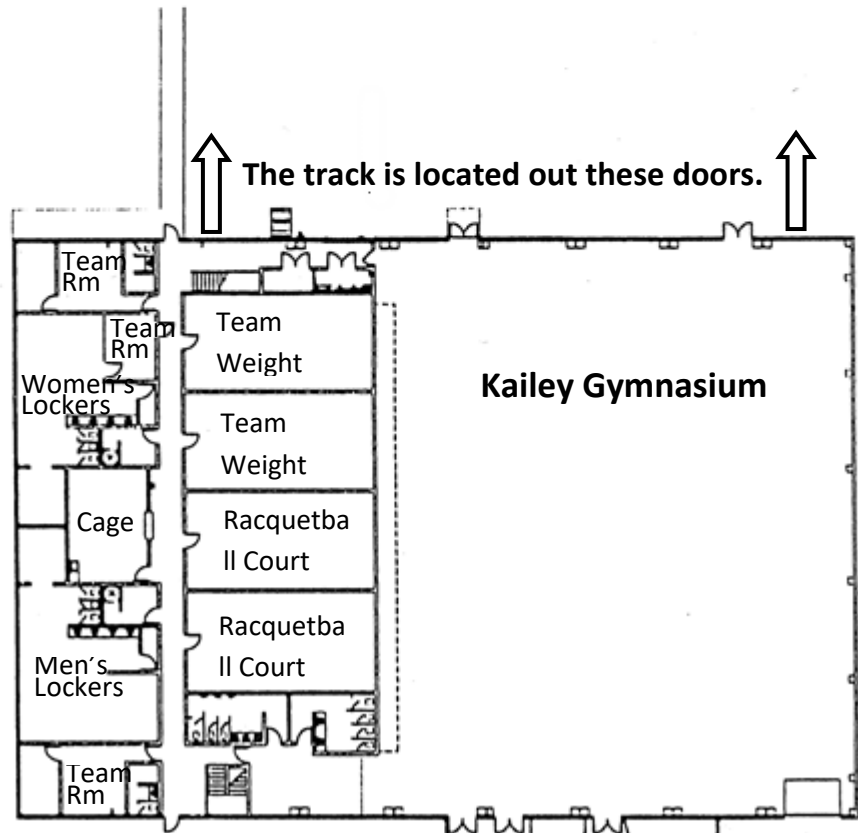 The track is located out these doors.
Team
Rm
Team
Rm
Women´s
Lockers
Cage
Men´s
Lockers
Team
Rm
Team
Weight
Team
Weight
Racquetba
ll Court
Racquetba
ll Court
Kailey Gymnasium